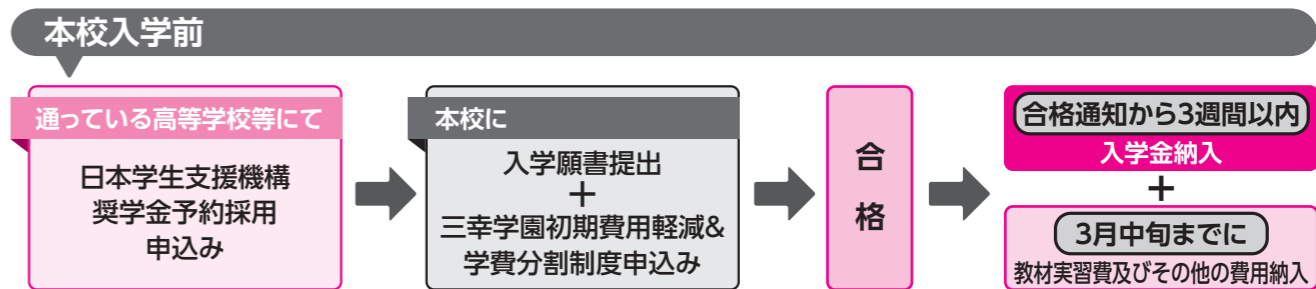 本校入学前
通っている高等学校等にて
日本学生支援機構
奨学金予約採用
申込み
本校に
入学願書提出
+
三幸学園初期費用軽減&
学費分割制度申込み
合
格
合格通知から3週間以内
入学金納入
+
3月中旬までに
教材実習費及びその他の費用納入